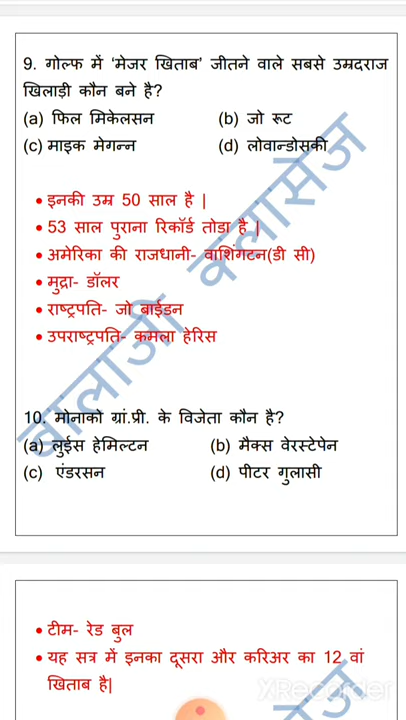 9. गोल्फ में ‘मेजर खिताब’ जीतने वाले सबसे उम्रदराज
खिलाड़ी कौन बने है?
(a) फिल मिकेलसन (b) जो रूट
(c) माइक मेगन्न (d) लोवान्डोसकी
• इनकी उम्र 50 साल है |
• 53 साल पुराना रिकॉर्ड तोडा है |
• अमेरिका की राजधानी- वाशिंगटन(डी सी)
• मुद्रा- डॉलर
• राष्ट्रपति- जो बाईडन
• उपराष्ट्रपति- कमला हेरिस
बालाजी क्लासेज
10. मोनाको ग्रां.प्री. के विजेता कौन है?
(a) लुईस हेमिल्टन (b) मैक्स वेरस्टेपेन
(c) एंडरसन (d) पीटर गुलासी
• टीम- रेड बुल
• यह सत्र में इनका दूसरा और करिअर का 12 वां
खिताब है|
XRecorder